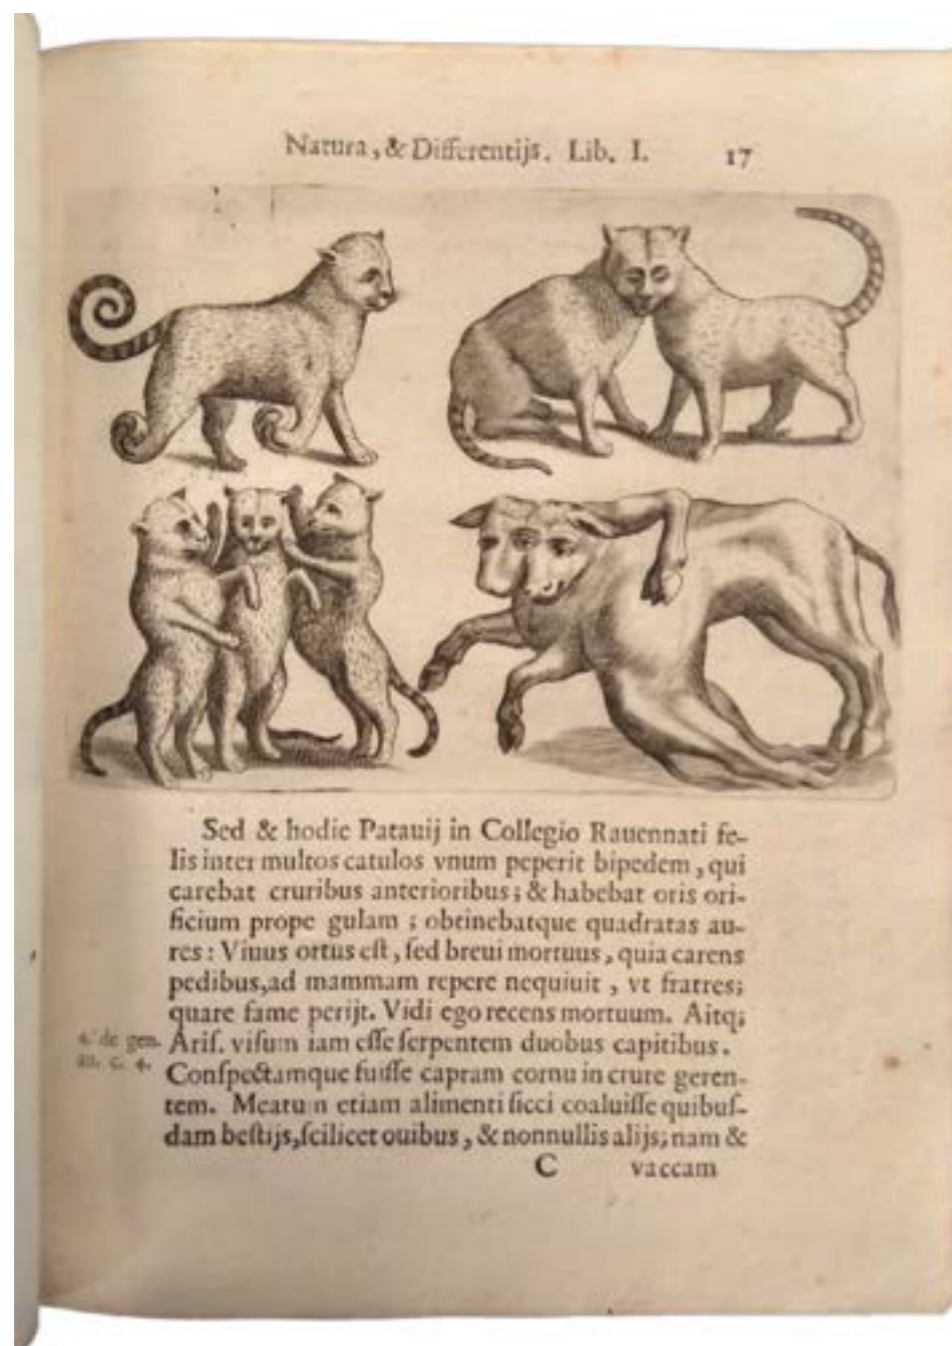 Natura, & Differentijs. Lib. I. 17
Sed & hodie Patauij in Collegio Rauennati fe-
lis inter multos catulos vnum peperit bipedem, qui
carebat cruribus anterioribus; & habebat oris ori-
ficium prope gulam; obtinebatque quadratas au-
res: Viuus ortus eſt, ſed breui mortuus, quia carens
pedibus, ad mammam repere nequiuit, vt fratres;
quare fame perijt. Vidi ego recens mortuum. Aitq;
4. de gen. Ariſ. viſum iam eſſe ſerpentem duobus capitibus.
an. c. 4. Conſpectamque fuiſſe capram cornu in crure geren-
tem. Meatum etiam alimenti ſicci coaluiſſe quibuſ-
dam beſtijs, ſcilicet ouibus, & nonnullis alijs; nam &
C vaccam